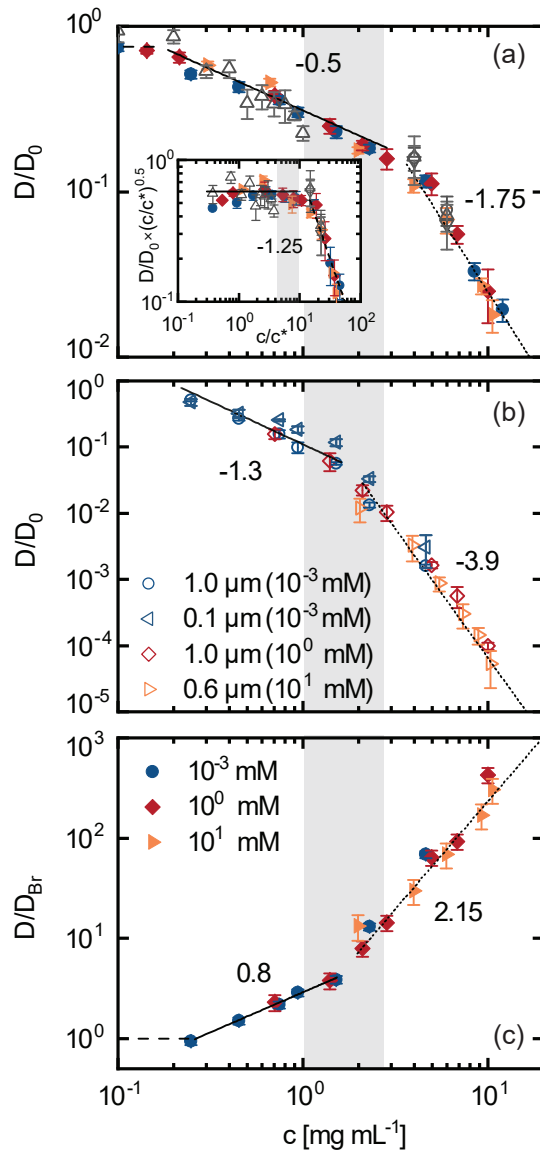 10⁰
(a)
-0.5
D/D₀
10⁻¹
-1.75
10⁻²
10⁰
D/D₀×(c/c*)⁰·⁵
-1.25
10⁻¹
10⁻¹ 10⁰ 10¹ 10²
c/c*
10⁰
(b)
10⁻¹
-1.3
D/D₀
10⁻²
-3.9
10⁻³
10⁻⁴
10⁻⁵
1.0 µm (10⁻³ mM)
0.1 µm (10⁻³ mM)
1.0 µm (10⁰ mM)
0.6 µm (10¹ mM)
10³
10⁻³ mM
10⁰ mM
10¹ mM
10²
D/D_Br
2.15
10¹
0.8
10⁰
(c)
10⁻¹
10⁻¹ 10⁰ 10¹
c [mg mL⁻¹]